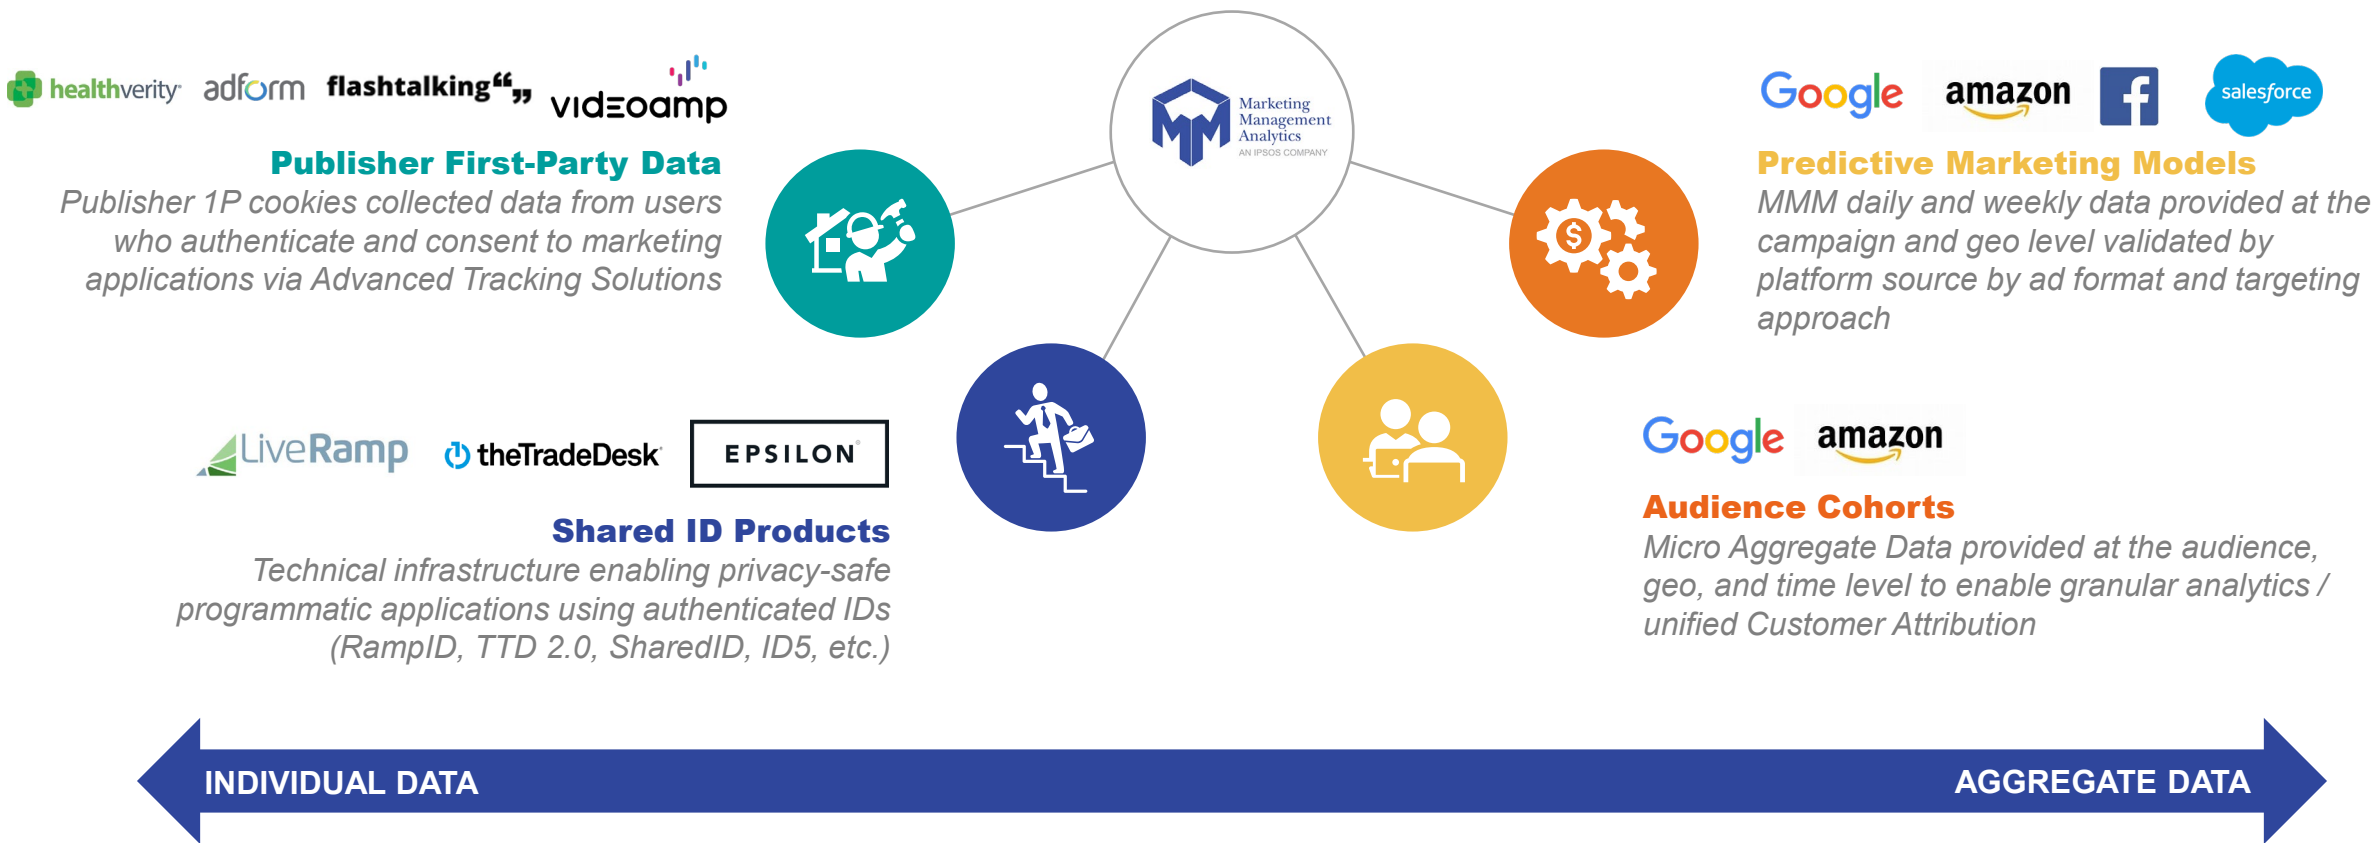 healthverity
adform
flashtalking
videoamp
Publisher First-Party Data
Publisher 1P cookies collected data from users
who authenticate and consent to marketing
applications via Advanced Tracking Solutions
LiveRamp
theTradeDesk
EPSILON
Shared ID Products
Technical infrastructure enabling privacy-safe
programmatic applications using authenticated IDs
(RampID, TTD 2.0, SharedID, ID5, etc.)
Marketing
Management
Analytics
AN IPSOS COMPANY
$
Google
amazon
f
salesforce
Predictive Marketing Models
MMM daily and weekly data provided at the
campaign and geo level validated by
platform source by ad format and targeting
approach
Google
amazon
Audience Cohorts
Micro Aggregate Data provided at the audience,
geo, and time level to enable granular analytics /
unified Customer Attribution
INDIVIDUAL DATA
AGGREGATE DATA